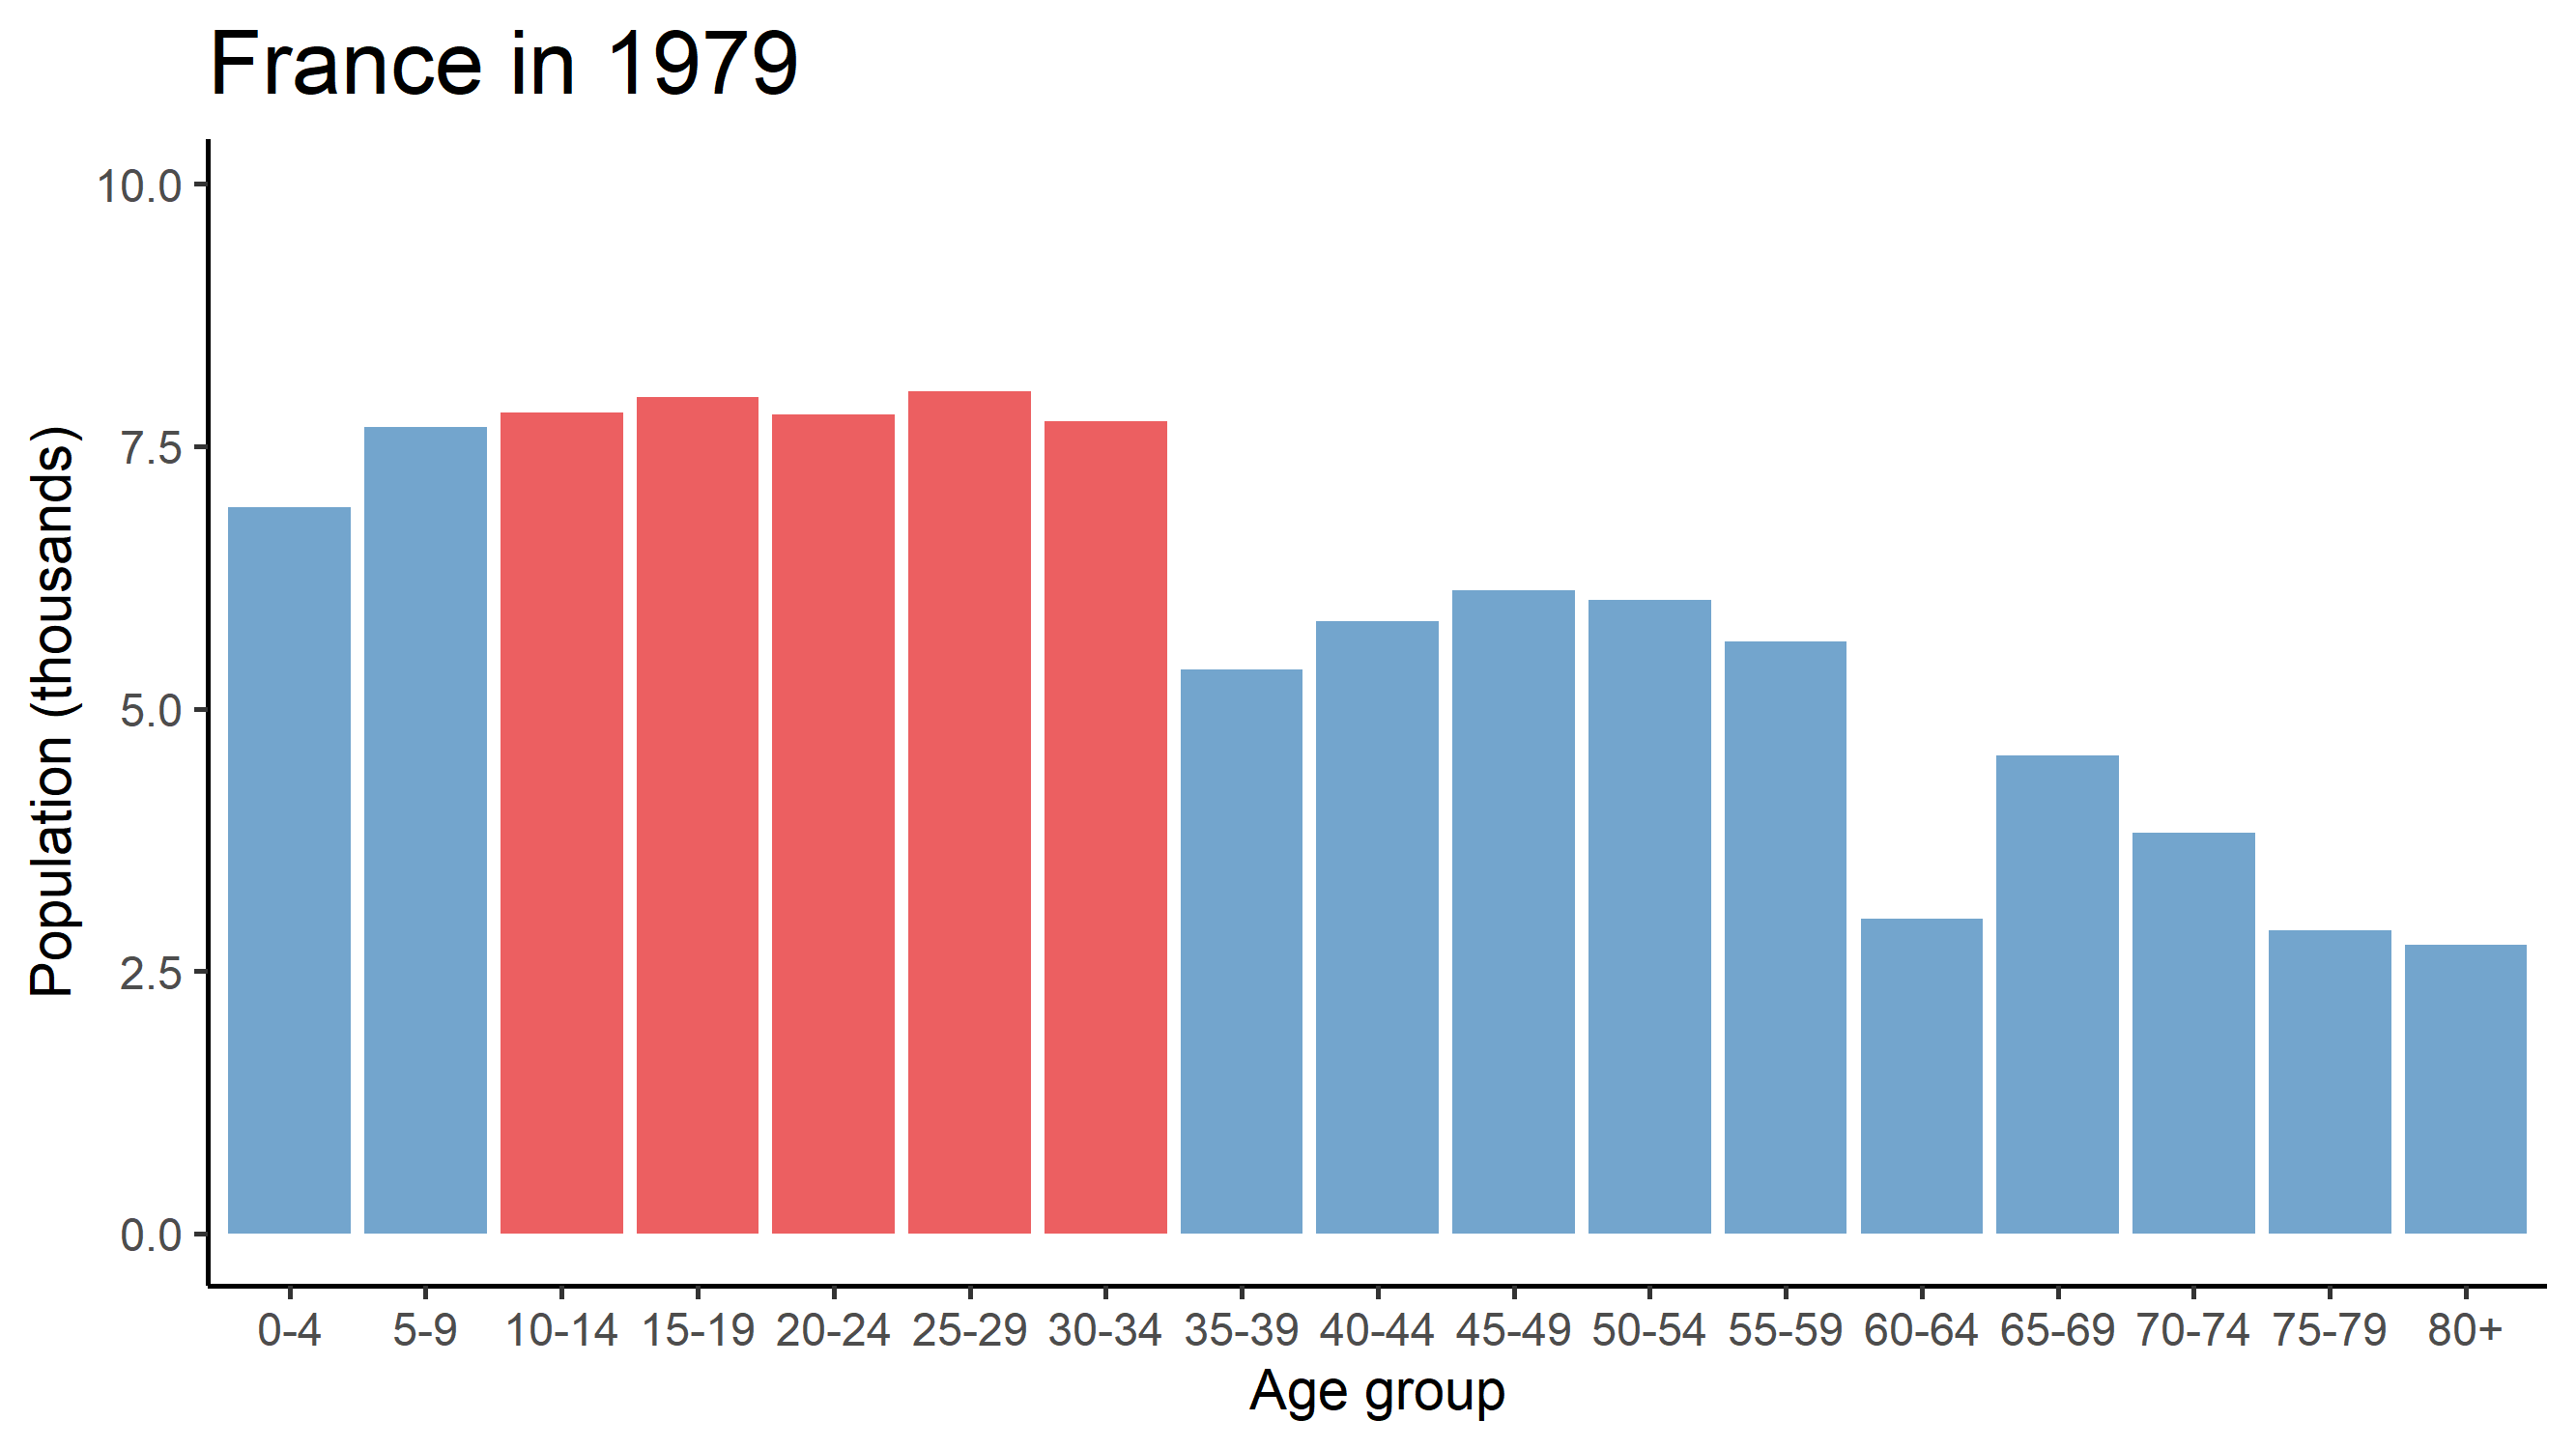 France in 1979
Population (thousands)
10.0
7.5
5.0
2.5
0.0
0-4 5-9 10-14 15-19 20-24 25-29 30-34 35-39 40-44 45-49 50-54 55-59 60-64 65-69 70-74 75-79 80+
Age group